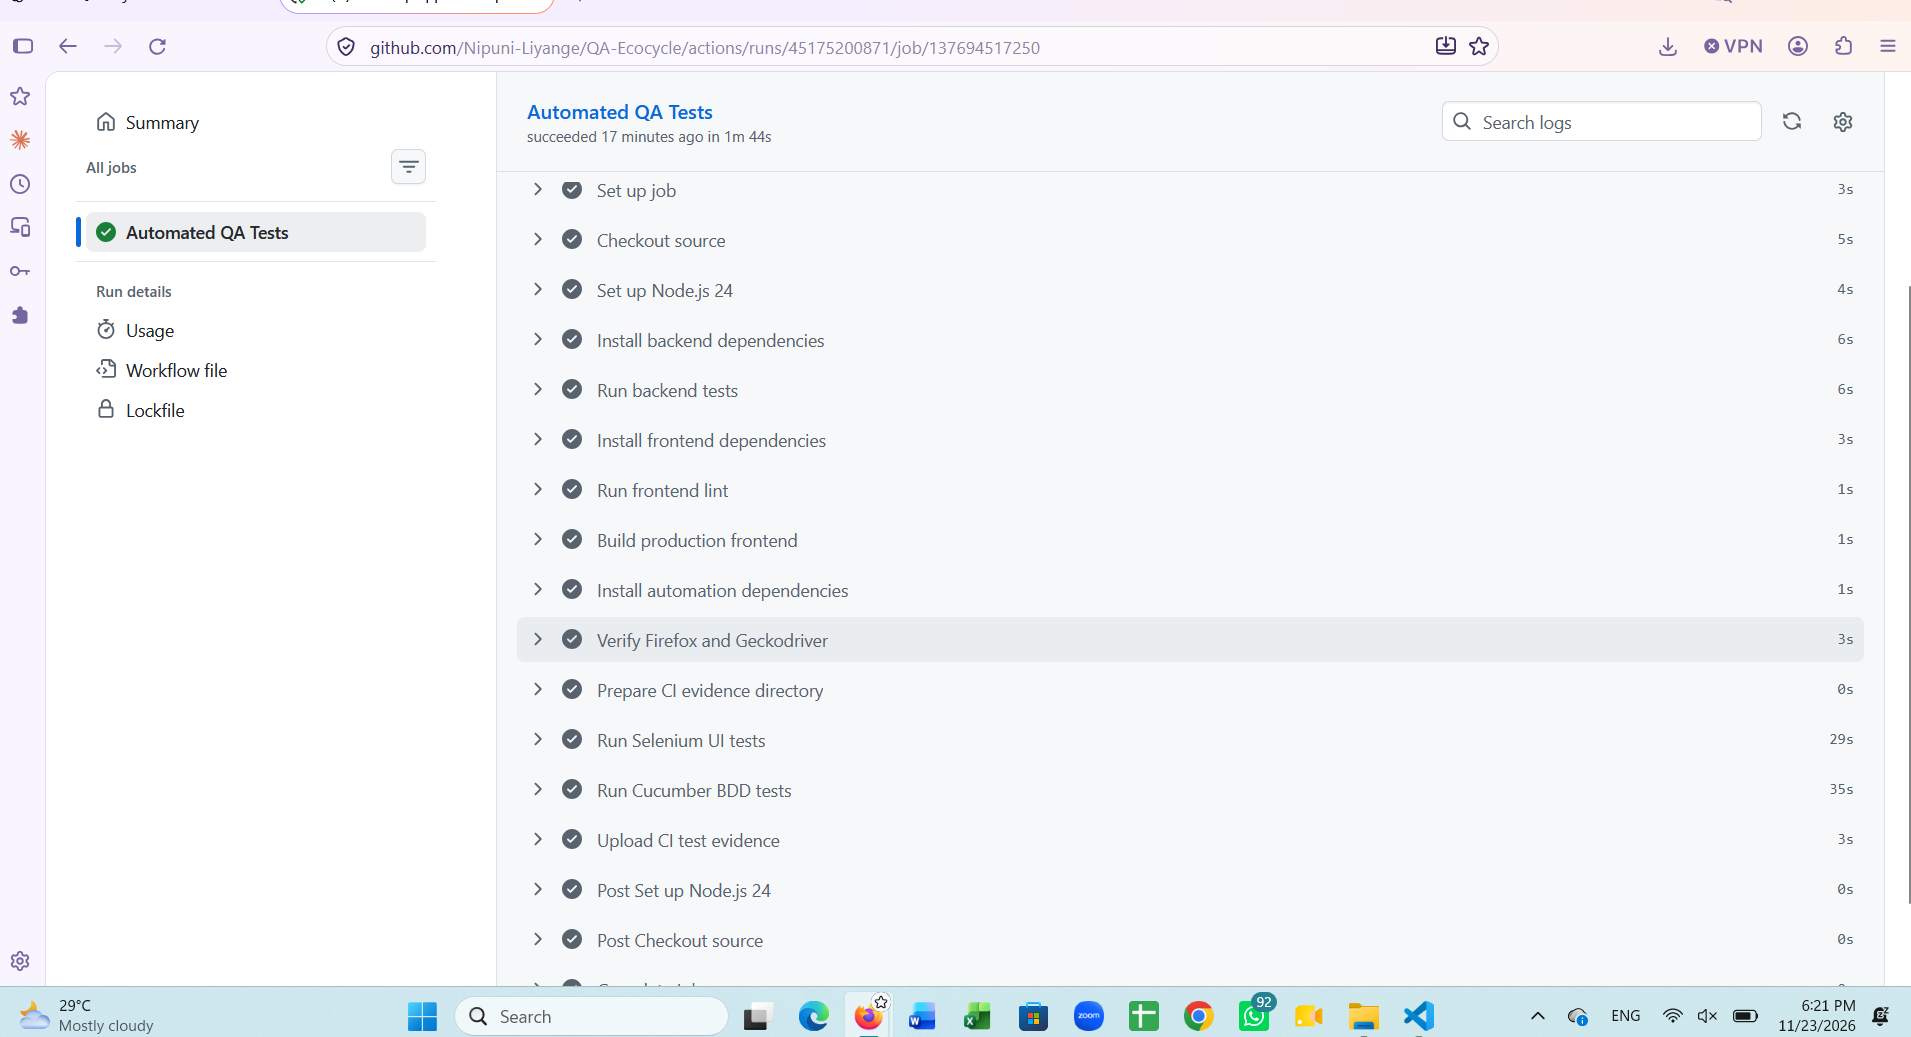 github.com/Nipuni-Liyange/QA-Ecocycle/actions/runs/45175200871/job/137694517250
VPN
Summary
All jobs
Automated QA Tests
Run details
Usage
Workflow file
Lockfile
Automated QA Tests
succeeded 17 minutes ago in 1m 44s
Search logs
Set up job 3s
Checkout source 5s
Set up Node.js 24 4s
Install backend dependencies 6s
Run backend tests 6s
Install frontend dependencies 3s
Run frontend lint 1s
Build production frontend 1s
Install automation dependencies 1s
Verify Firefox and Geckodriver 3s
Prepare CI evidence directory 0s
Run Selenium UI tests 29s
Run Cucumber BDD tests 35s
Upload CI test evidence 3s
Post Set up Node.js 24 0s
Post Checkout source 0s
29°C
Mostly cloudy
Search
zoom
92
ENG
6:21 PM
11/23/2026